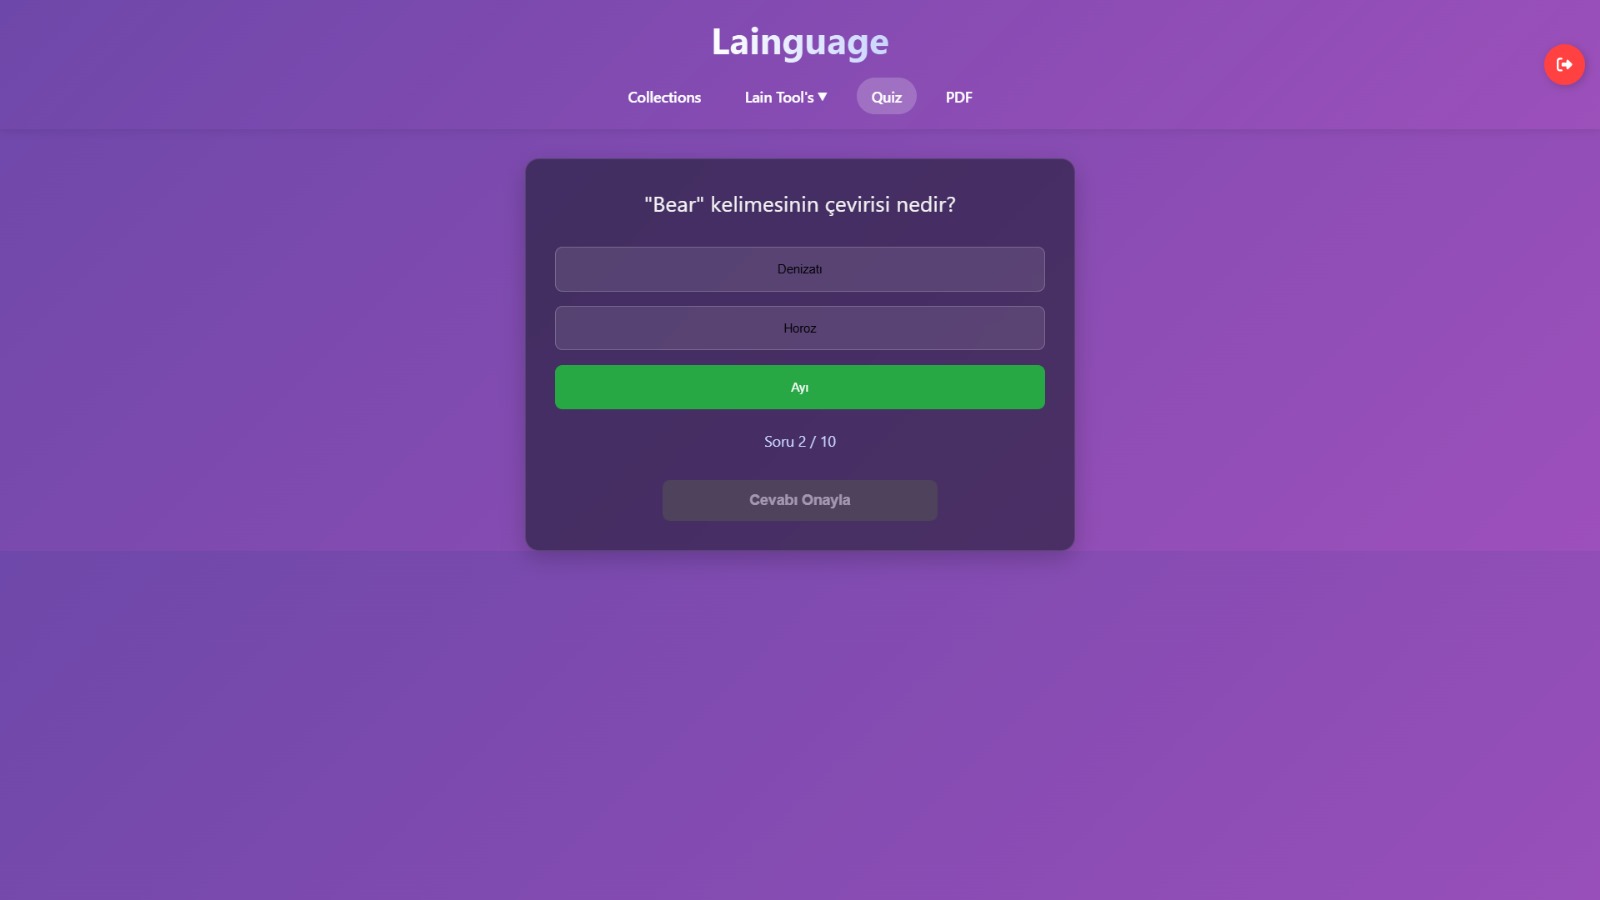 Lainguage
Collections
Lain Tool's ▼
Quiz
PDF
"Bear" kelimesinin çevirisi nedir?
Denizatı
Horoz
Ayı
Soru 2 / 10
Cevabı Onayla